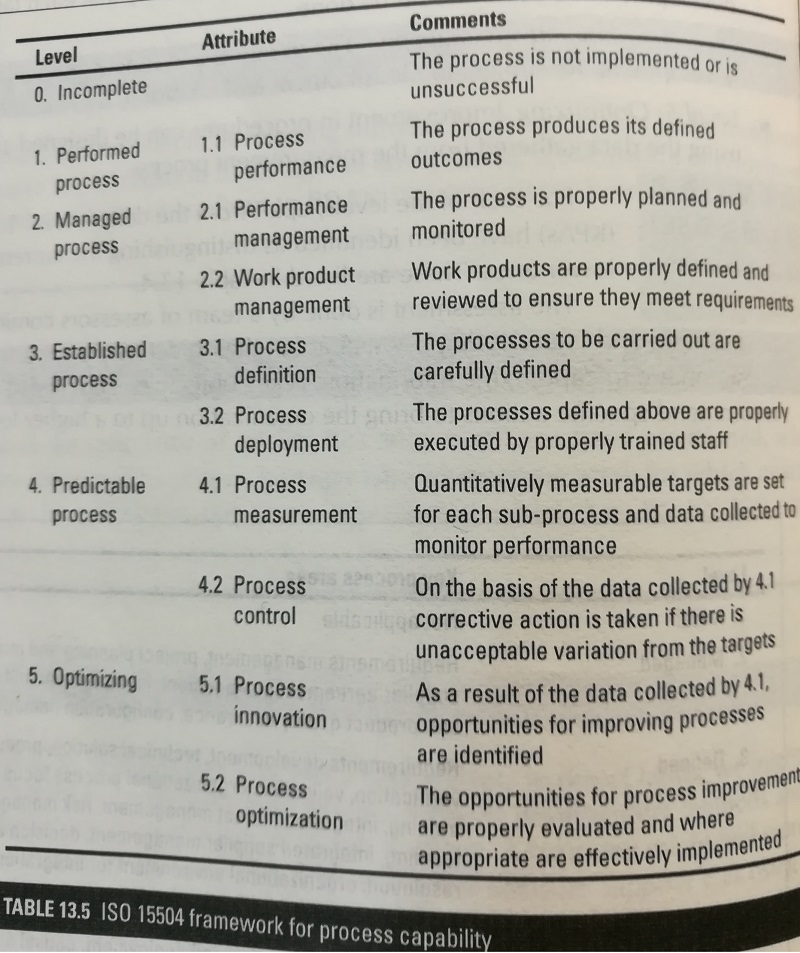 Level Attribute Comments
0. Incomplete The process is not implemented or is
unsuccessful
1. Performed 1.1 Process The process produces its defined
process performance outcomes
2. Managed 2.1 Performance The process is properly planned and
process management monitored
2.2 Work product Work products are properly defined and
management reviewed to ensure they meet requirements
3. Established 3.1 Process The processes to be carried out are
process definition carefully defined
3.2 Process The processes defined above are properly
deployment executed by properly trained staff
4. Predictable 4.1 Process Quantitatively measurable targets are set
process measurement for each sub-process and data collected to
monitor performance
4.2 Process On the basis of the data collected by 4.1
control corrective action is taken if there is
unacceptable variation from the targets
5. Optimizing 5.1 Process As a result of the data collected by 4.1,
innovation opportunities for improving processes
are identified
5.2 Process The opportunities for process improvement
optimization are properly evaluated and where
appropriate are effectively implemented
TABLE 13.5 ISO 15504 framework for process capability